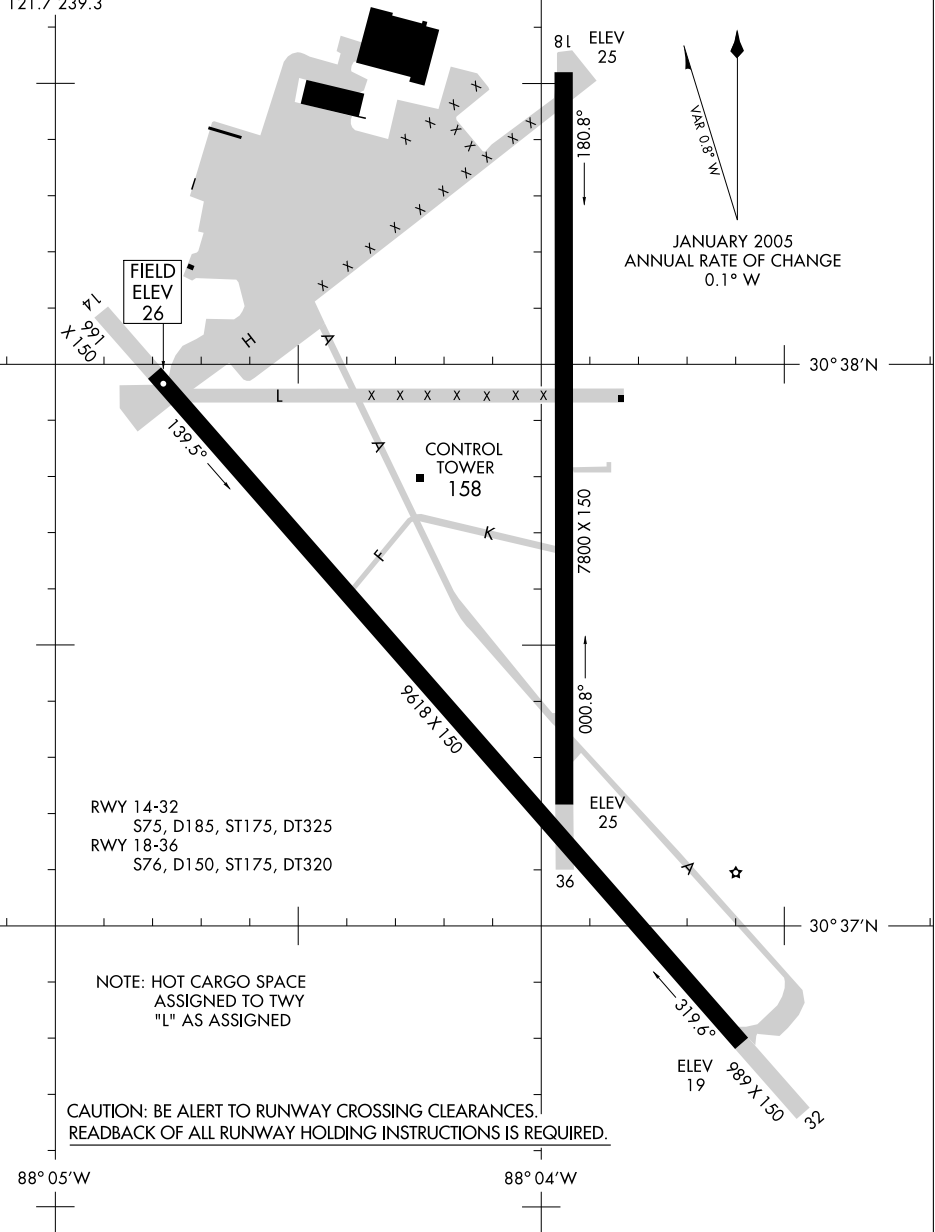 121.7 239.3
18
ELEV
25
180.8°
VAR 0.8° W
JANUARY 2005
ANNUAL RATE OF CHANGE
0.1° W
X X X X X X X X X X X X X X X X X X
FIELD
ELEV
26
14
991
X 150
H
A
30° 38'N
L
X X X X X X X
139.5°
A
CONTROL
TOWER
158
7800 X 150
K
F
000.8°
9618 X 150
RWY 14-32
S75, D185, ST175, DT325
RWY 18-36
S76, D150, ST175, DT320
ELEV
25
36
A
30° 37'N
NOTE: HOT CARGO SPACE
ASSIGNED TO TWY
"L" AS ASSIGNED
319.6°
ELEV
19
989 X 150
32
CAUTION: BE ALERT TO RUNWAY CROSSING CLEARANCES.
READBACK OF ALL RUNWAY HOLDING INSTRUCTIONS IS REQUIRED.
88° 05'W
88° 04'W